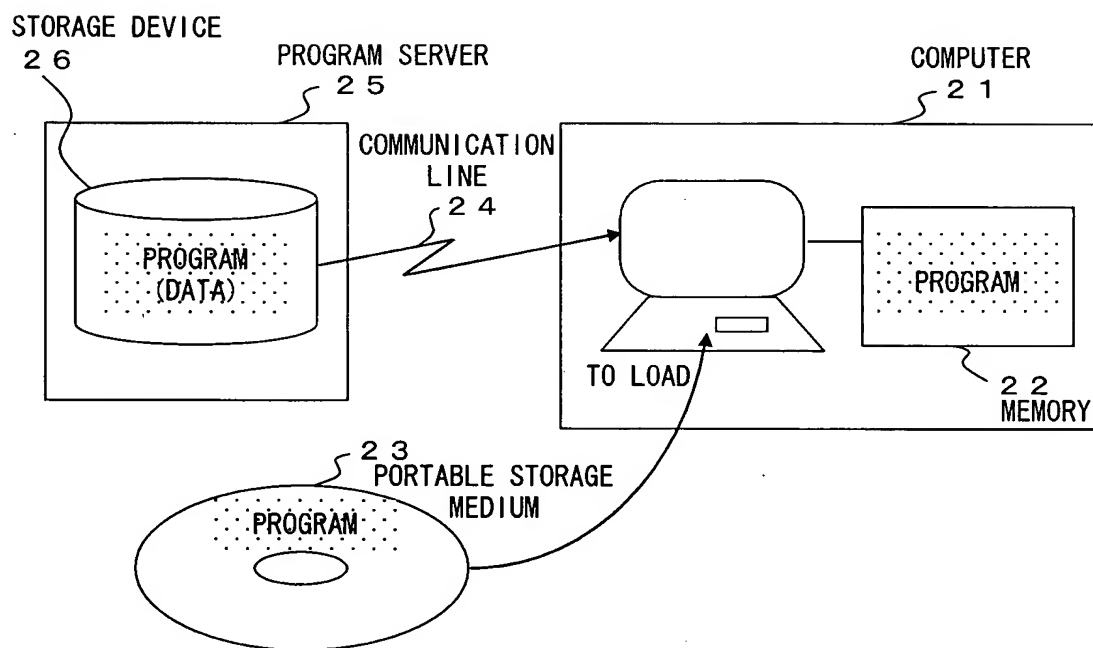 STORAGE DEVICE
26
PROGRAM SERVER
25
COMPUTER
21
COMMUNICATION
LINE
24
PROGRAM
(DATA)
PROGRAM
TO LOAD
22
MEMORY
23
PORTABLE STORAGE
MEDIUM
PROGRAM